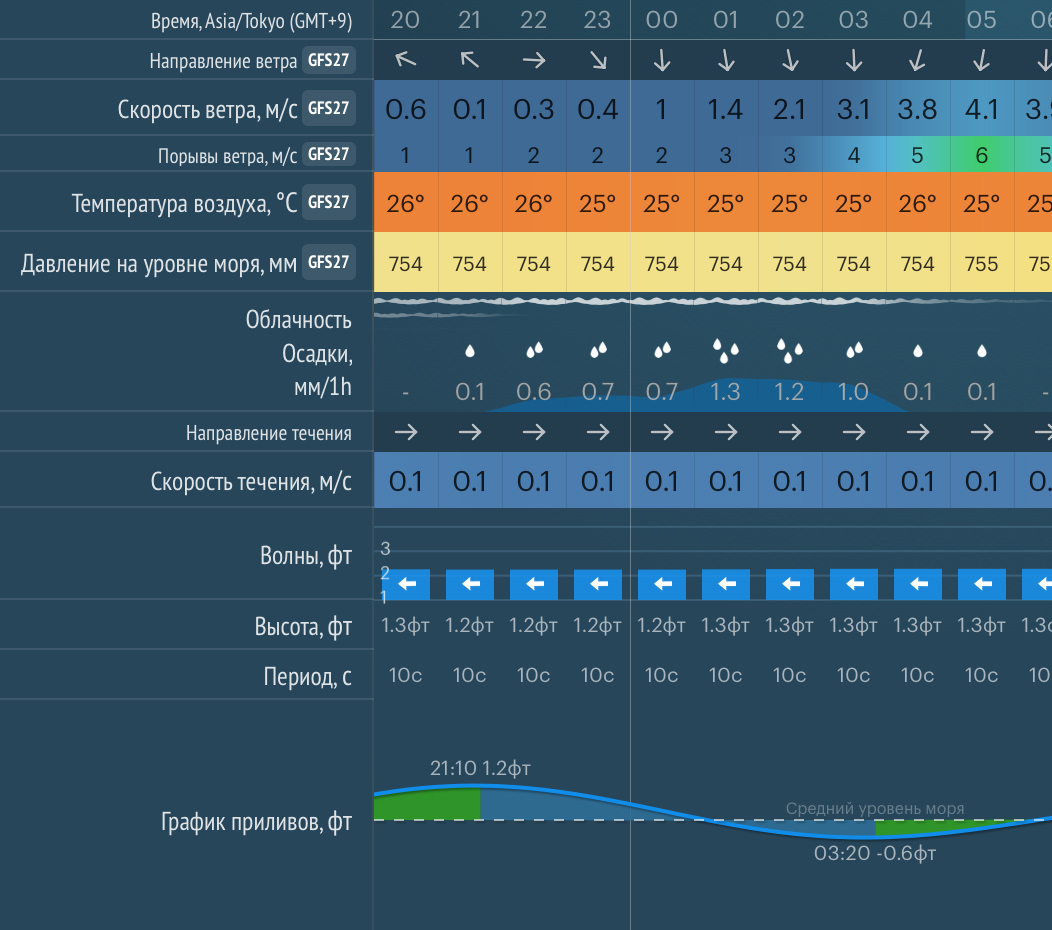 Время, Asia/Tokyo (GMT+9) 20 21 22 23 00 01 02 03 04 05
Направление ветра GFS27
Скорость ветра, м/с GFS27 0.6 0.1 0.3 0.4 1 1.4 2.1 3.1 3.8 4.1
Порывы ветра, м/с GFS27 1 1 2 2 2 3 3 4 5 6 5
Температура воздуха, °C GFS27 26° 26° 26° 25° 25° 25° 25° 25° 26° 25° 25
Давление на уровне моря, мм GFS27 754 754 754 754 754 754 754 754 754 755
Облачность
Осадки,
мм/1h - 0.1 0.6 0.7 0.7 1.3 1.2 1.0 0.1 0.1 -
Направление течения
Скорость течения, м/с 0.1 0.1 0.1 0.1 0.1 0.1 0.1 0.1 0.1 0.1
3
Волны, фт
2
1
Высота, фт 1.3фт 1.2фт 1.2фт 1.2фт 1.2фт 1.3фт 1.3фт 1.3фт 1.3фт 1.3фт
Период, с 10с 10с 10с 10с 10с 10с 10с 10с 10с 10с 10
21:10 1.2фт
Средний уровень моря
График приливов, фт
03:20 -0.6фт